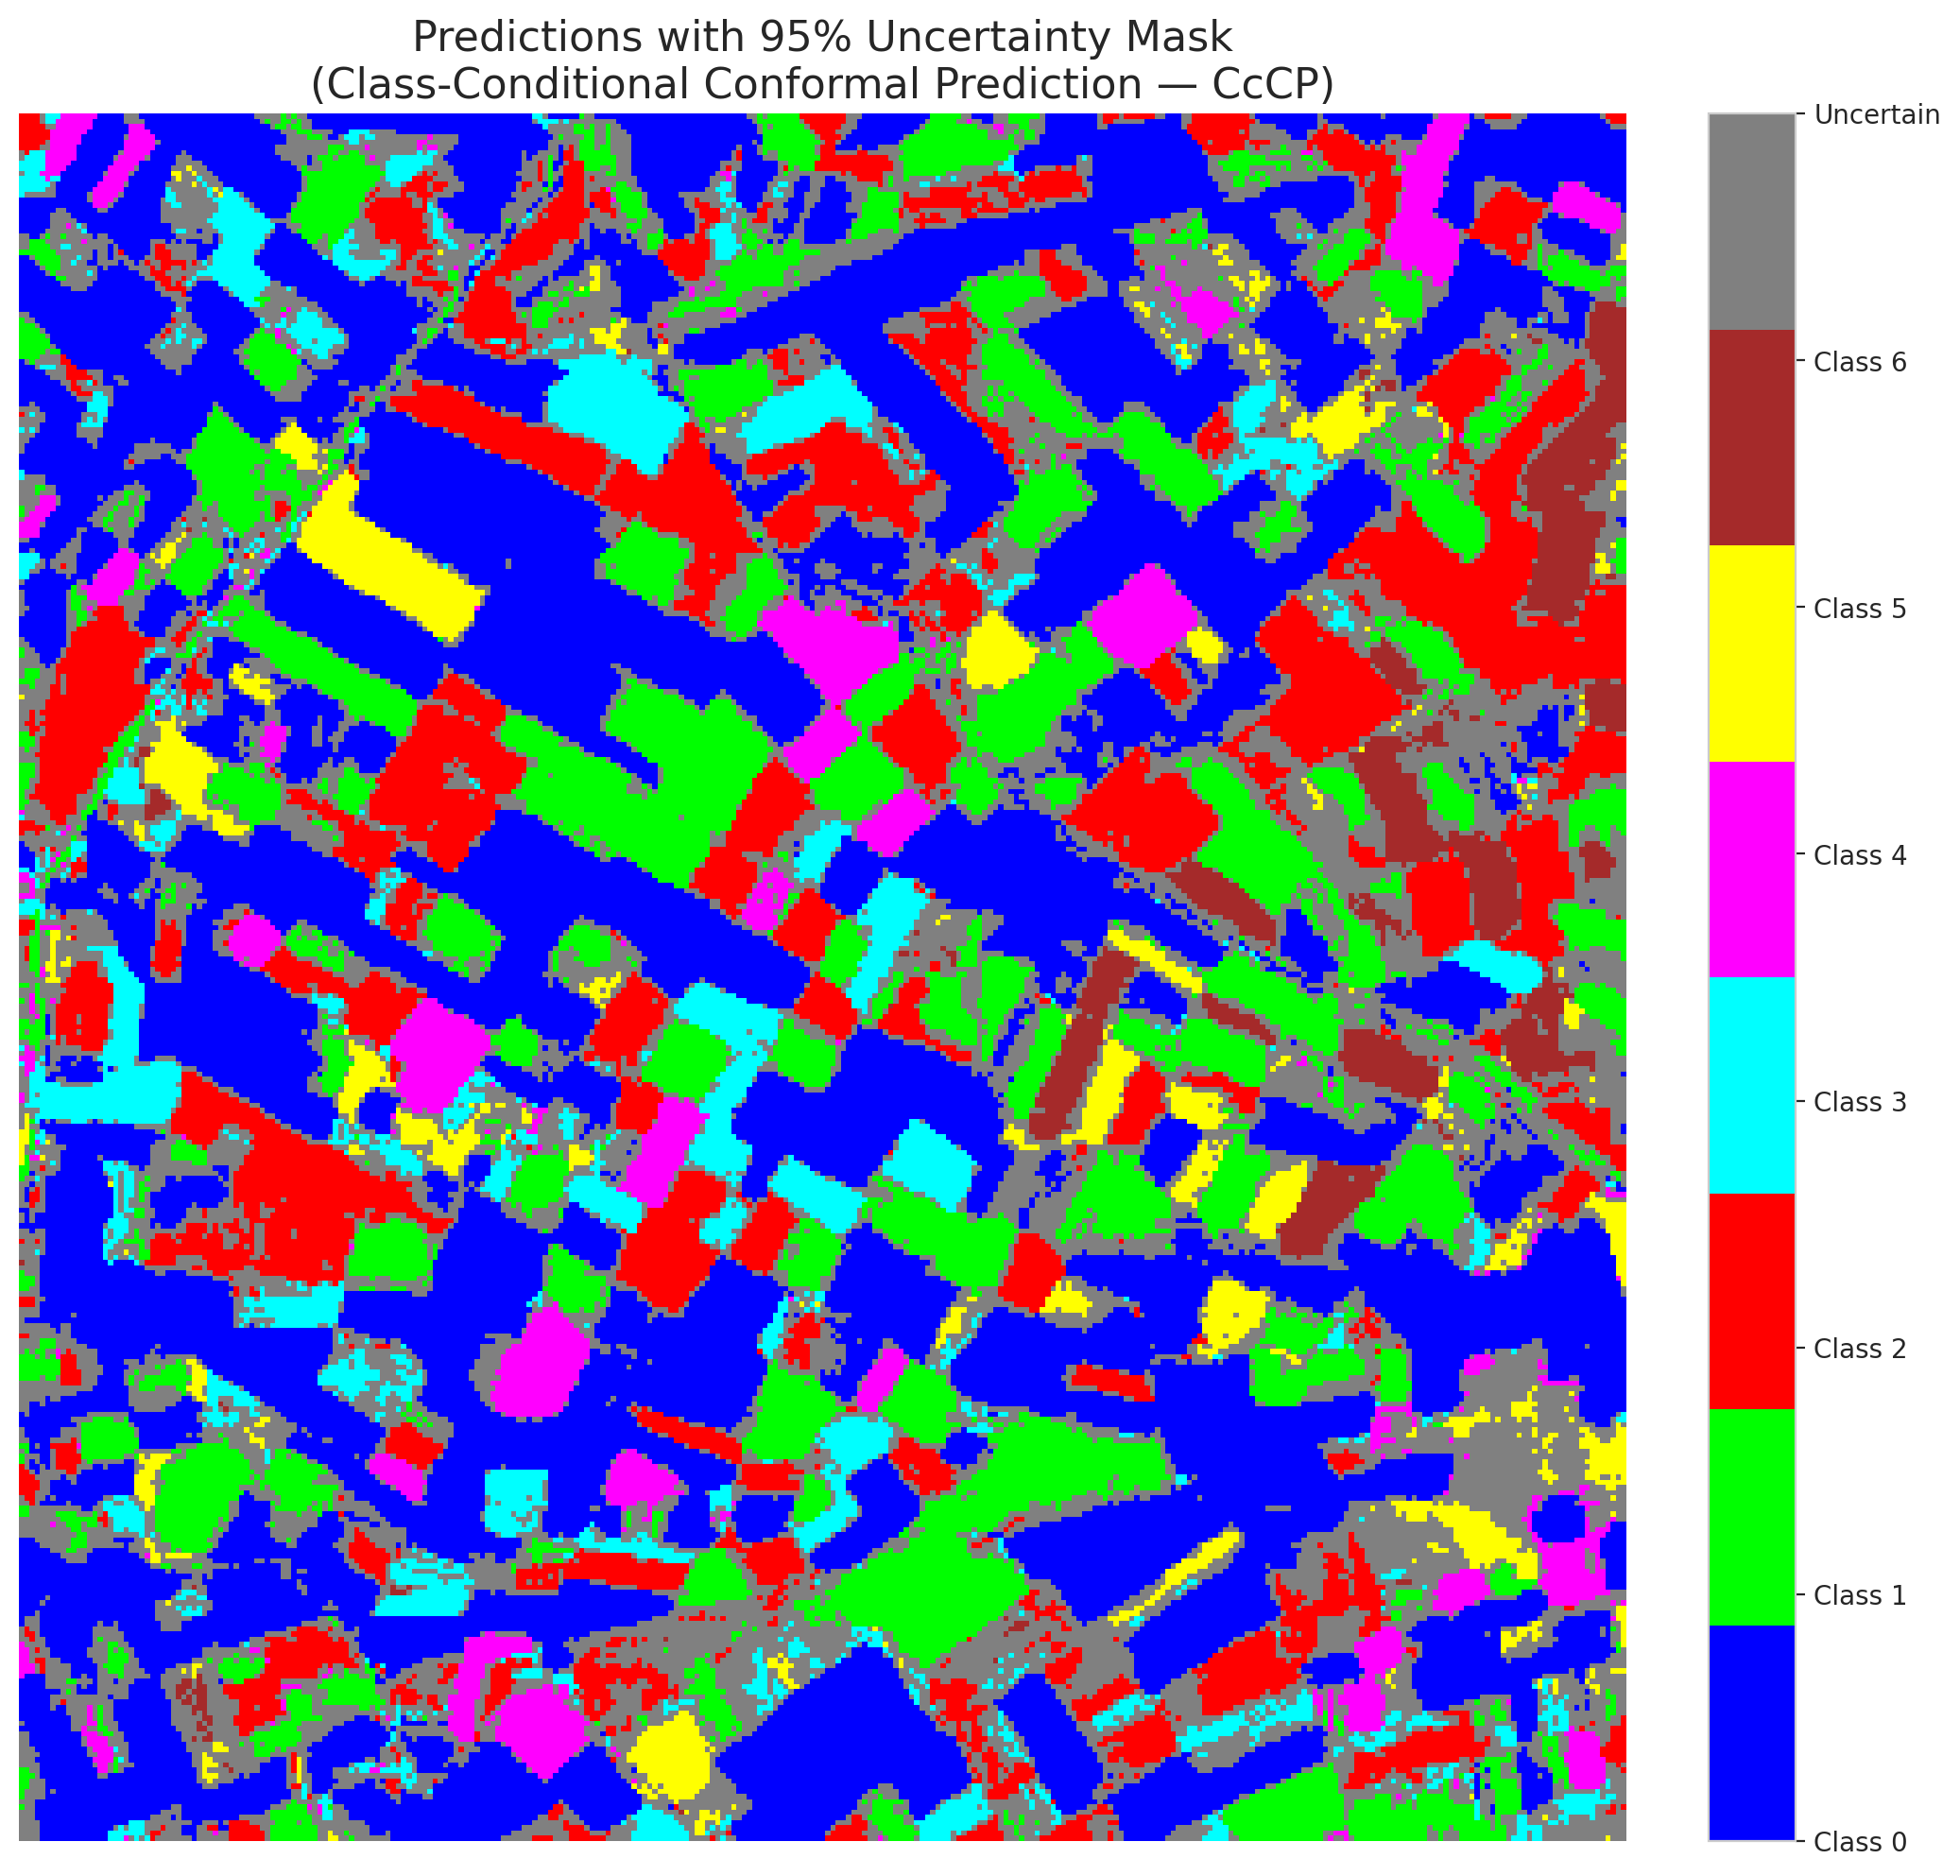 Predictions with 95% Uncertainty Mask
(Class-Conditional Conformal Prediction — CcCP)
Uncertain
Class 6
Class 5
Class 4
Class 3
Class 2
Class 1
Class 0